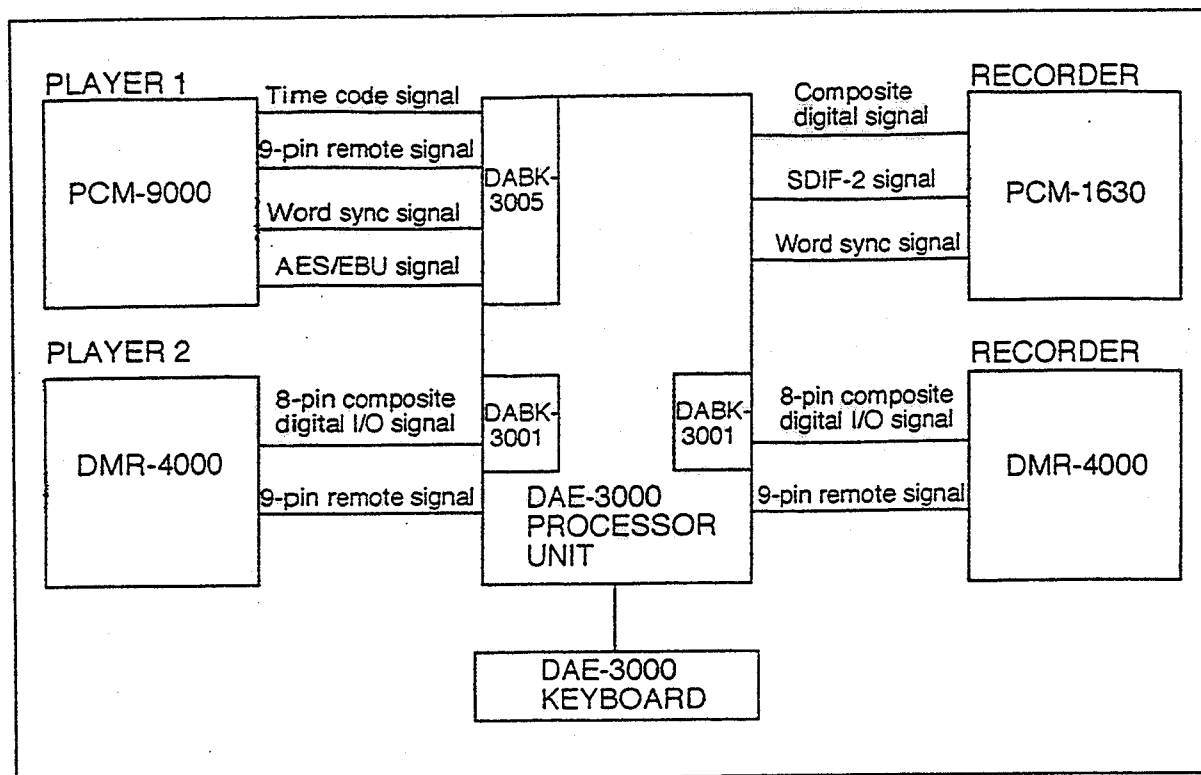 PLAYER 1
PCM-9000
Time code signal
9-pin remote signal
Word sync signal
AES/EBU signal
DABK-
3005
PLAYER 2
DMR-4000
8-pin composite
digital I/O signal
9-pin remote signal
DABK-
3001
DABK-
3001
DAE-3000
PROCESSOR
UNIT
DAE-3000
KEYBOARD
RECORDER
Composite
digital signal
SDIF-2 signal
Word sync signal
PCM-1630
RECORDER
8-pin composite
digital I/O signal
9-pin remote signal
DMR-4000